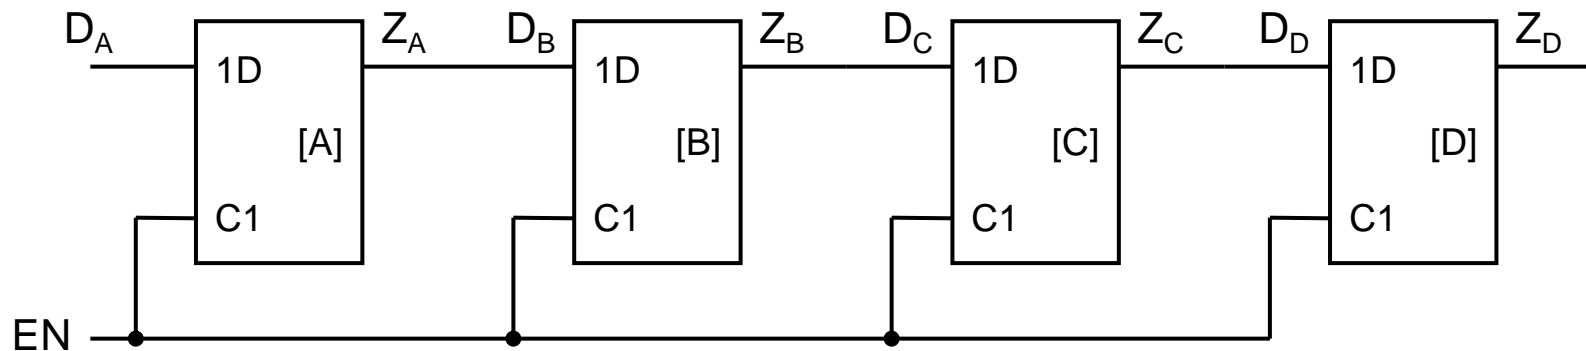 D_A Z_A D_B Z_B D_C Z_C D_D Z_D
1D 1D 1D 1D
[A] [B] [C] [D]
C1 C1 C1 C1
EN